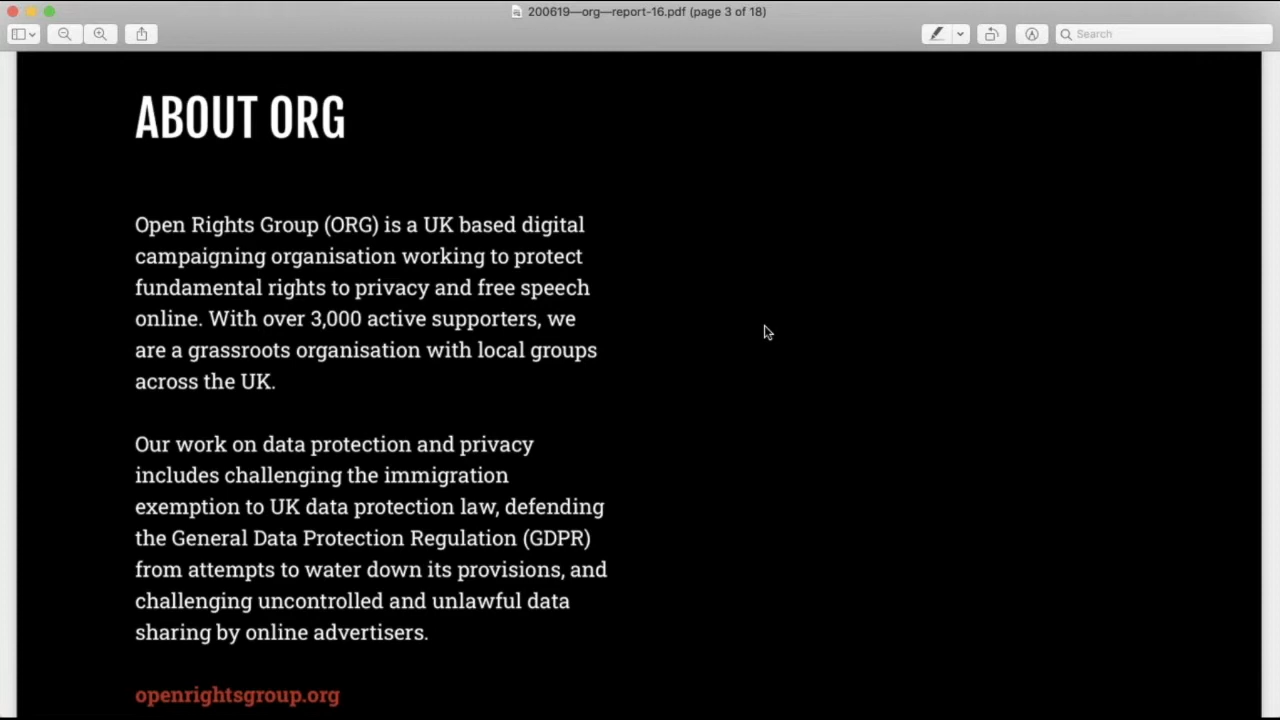 200619—org—report-16.pdf (page 3 of 18)
Search
ABOUT ORG
Open Rights Group (ORG) is a UK based digital
campaigning organisation working to protect
fundamental rights to privacy and free speech
online. With over 3,000 active supporters, we
are a grassroots organisation with local groups
across the UK.
Our work on data protection and privacy
includes challenging the immigration
exemption to UK data protection law, defending
the General Data Protection Regulation (GDPR)
from attempts to water down its provisions, and
challenging uncontrolled and unlawful data
sharing by online advertisers.
openrightsgroup.org